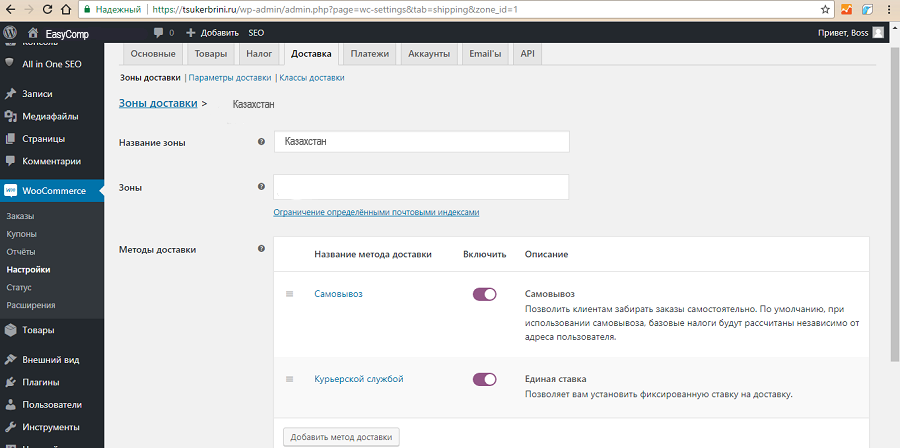 Надежный https://tsukerbrini.ru/wp-admin/admin.php?page=wc-settings&tab=shipping&zone_id=1
EasyComp 0 Добавить SEO Привет, Boss
Консоль
All in One SEO
Записи
Медиафайлы
Страницы
Комментарии
WooCommerce
Заказы
Купоны
Отчёты
Настройки
Статус
Расширения
Товары
Внешний вид
Плагины
Пользователи
Инструменты
Основные Товары Налог Доставка Платежи Аккаунты Email'ы API
Зоны доставки | Параметры доставки | Классы доставки
Зоны доставки > Казахстан
Название зоны Казахстан
Зоны
Ограничение определёнными почтовыми индексами
Методы доставки
Название метода доставки Включить Описание
Самовывоз Самовывоз
Позволить клиентам забирать заказы самостоятельно. По умолчанию, при
использовании самовывоза, базовые налоги будут рассчитаны независимо от
адреса пользователя.
Курьерской службой Единая ставка
Позволяет вам установить фиксированную ставку на доставку.
Добавить метод доставки